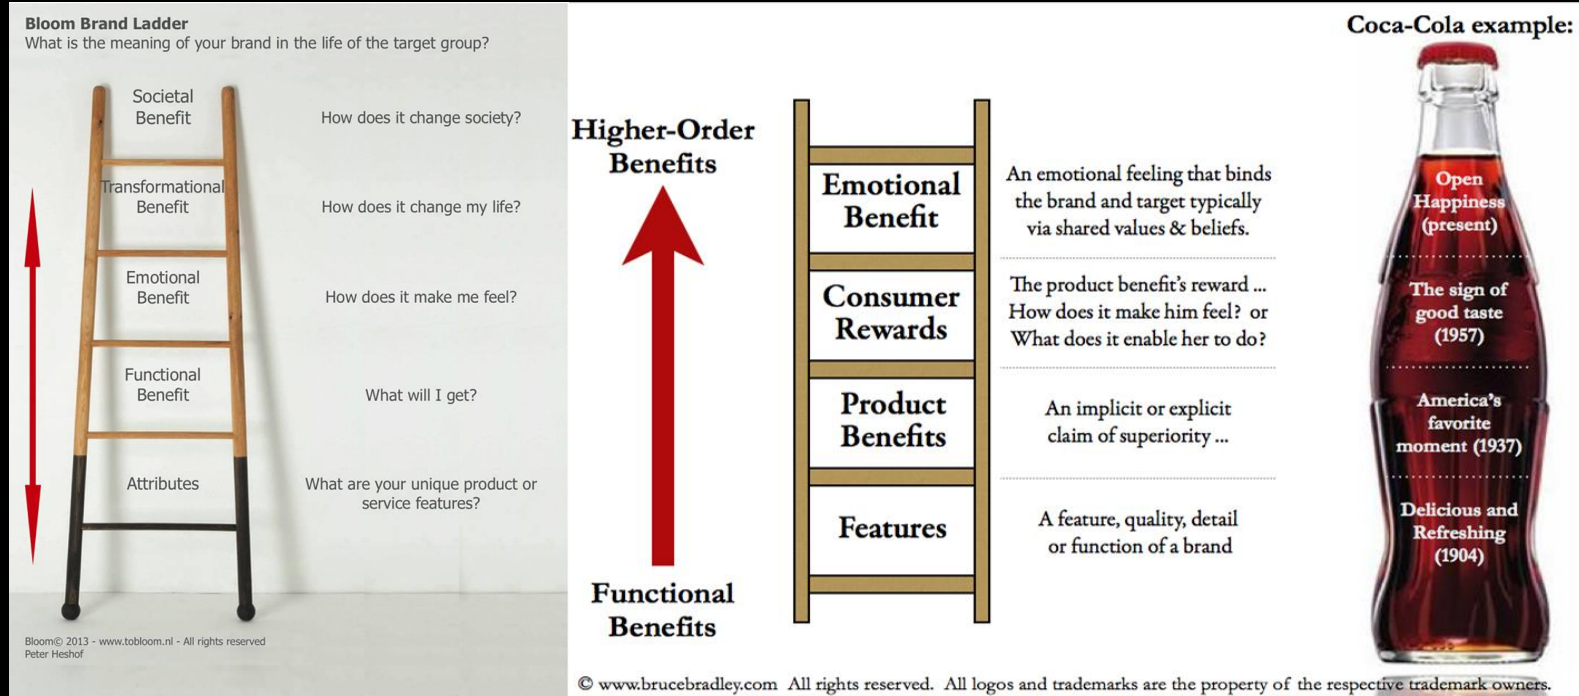 Bloom Brand Ladder
What is the meaning of your brand in the life of the target group?
Societal
Benefit
How does it change society?
Transformational
Benefit
How does it change my life?
Emotional
Benefit
How does it make me feel?
Functional
Benefit
What will I get?
Attributes
What are your unique product or
service features?
Bloom© 2013 - www.tobloom.nl - All rights reserved
Peter Heshof
Higher-Order
Benefits
Functional
Benefits
Emotional
Benefit
An emotional feeling that binds
the brand and target typically
via shared values & beliefs.
Consumer
Rewards
The product benefit's reward ...
How does it make him feel? or
What does it enable her to do?
Product
Benefits
An implicit or explicit
claim of superiority ...
Features
A feature, quality, detail
or function of a brand
Coca-Cola example:
Open
Happiness
(present)
The sign of
good taste
(1957)
America's
favorite
moment (1937)
Delicious and
Refreshing
(1904)
© www.brucebradley.com All rights reserved. All logos and trademarks are the property of the respective trademark owners.